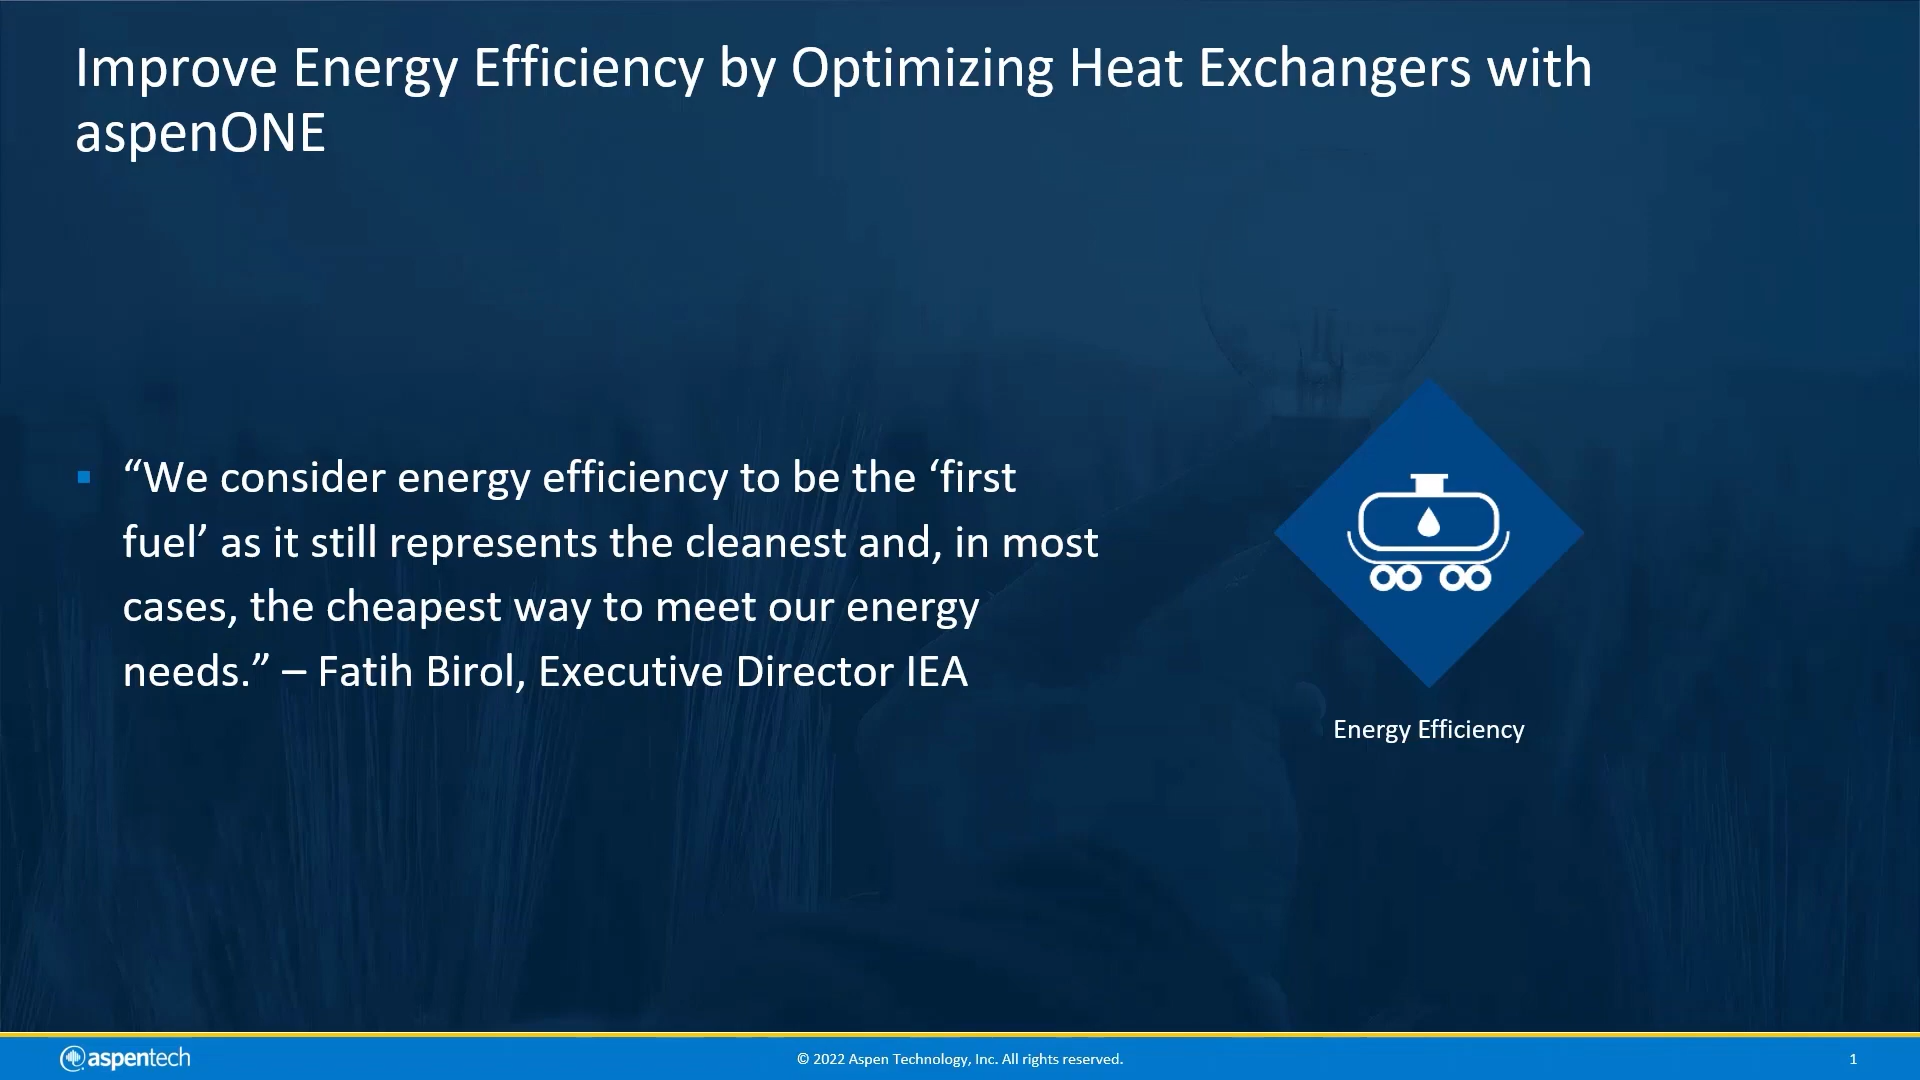 Improve Energy Efficiency by Optimizing Heat Exchangers with
aspenONE
“We consider energy efficiency to be the ‘first
fuel’ as it still represents the cleanest and, in most
cases, the cheapest way to meet our energy
needs.” – Fatih Birol, Executive Director IEA
Energy Efficiency
aspentech
© 2022 Aspen Technology, Inc. All rights reserved.
1